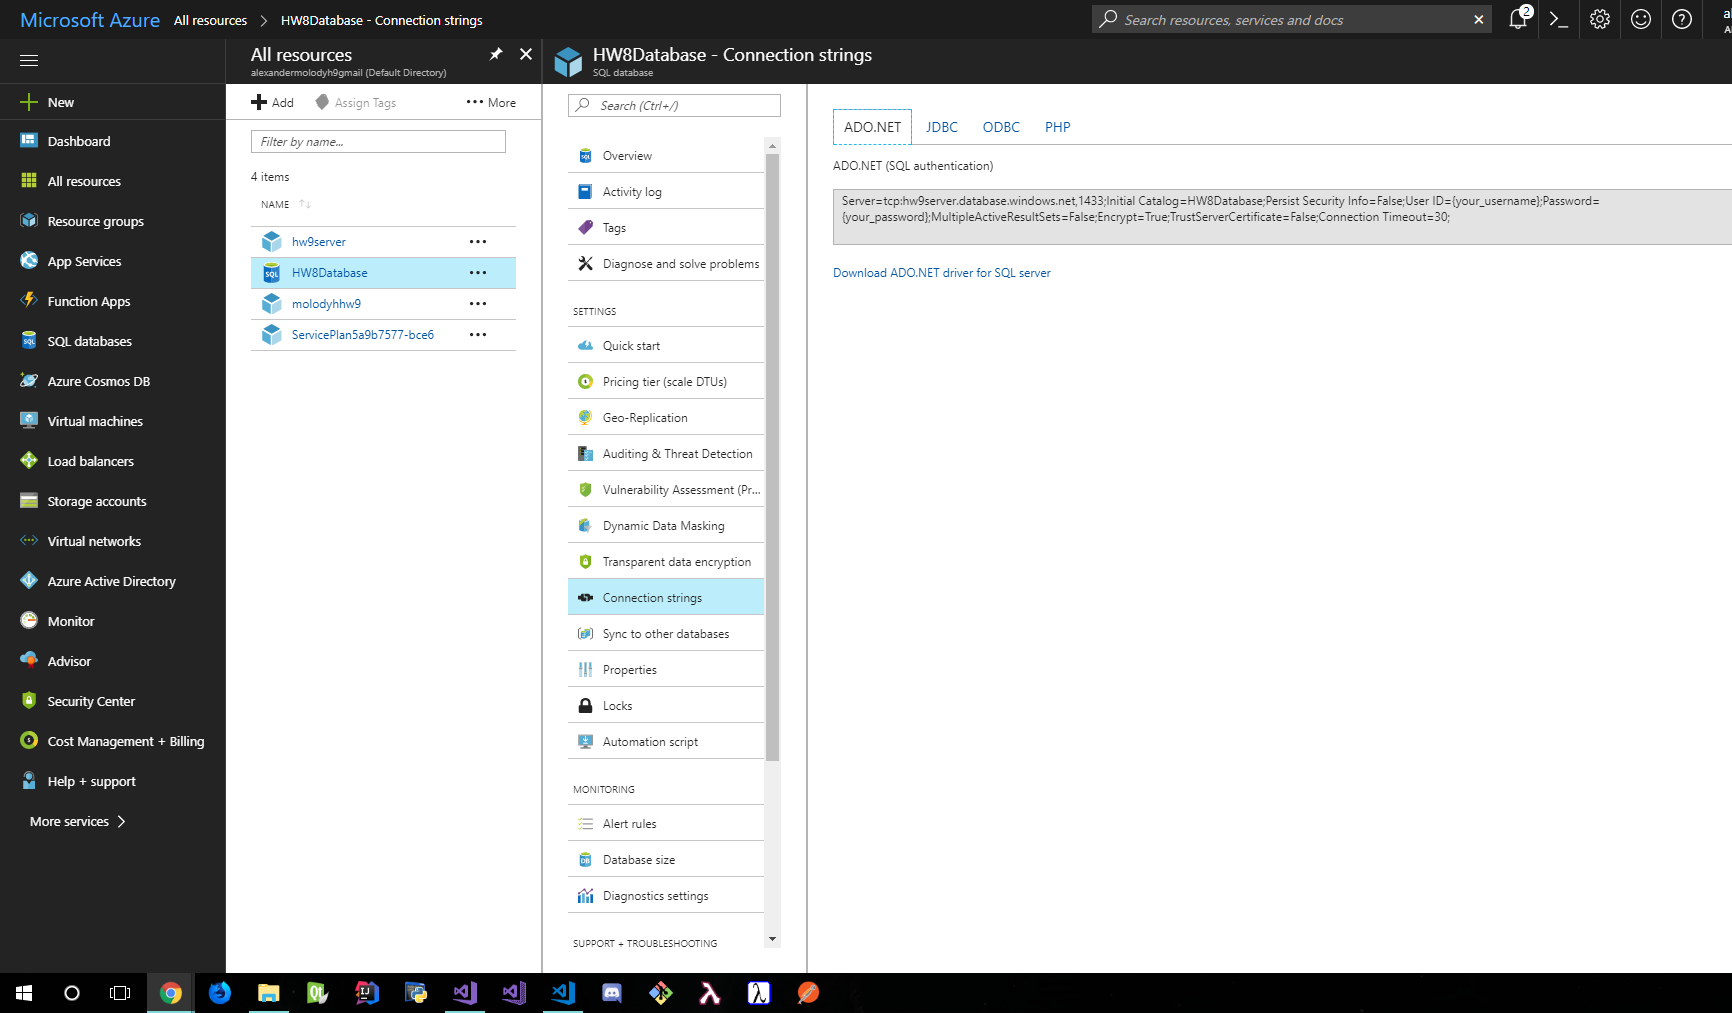 Microsoft Azure All resources > HW8Database - Connection strings
Search resources, services and docs
2
All resources
alexandermolodyh9gmail (Default Directory)
HW8Database - Connection strings
SQL database
New
Dashboard
All resources
Resource groups
App Services
Function Apps
SQL databases
Azure Cosmos DB
Virtual machines
Load balancers
Storage accounts
Virtual networks
Azure Active Directory
Monitor
Advisor
Security Center
Cost Management + Billing
Help + support
More services
Add Assign Tags More
Filter by name...
4 items
NAME
hw9server
HW8Database
molodyhhw9
ServicePlan5a9b7577-bce6
Search (Ctrl+/)
Overview
Activity log
Tags
Diagnose and solve problems
SETTINGS
Quick start
Pricing tier (scale DTUs)
Geo-Replication
Auditing & Threat Detection
Vulnerability Assessment (Pr...
Dynamic Data Masking
Transparent data encryption
Connection strings
Sync to other databases
Properties
Locks
Automation script
MONITORING
Alert rules
Database size
Diagnostics settings
SUPPORT + TROUBLESHOOTING
ADO.NET JDBC ODBC PHP
ADO.NET (SQL authentication)
Server=tcp:hw9server.database.windows.net,1433;Initial Catalog=HW8Database;Persist Security Info=False;User ID={your_username};Password=
{your_password};MultipleActiveResultSets=False;Encrypt=True;TrustServerCertificate=False;Connection Timeout=30;
Download ADO.NET driver for SQL server